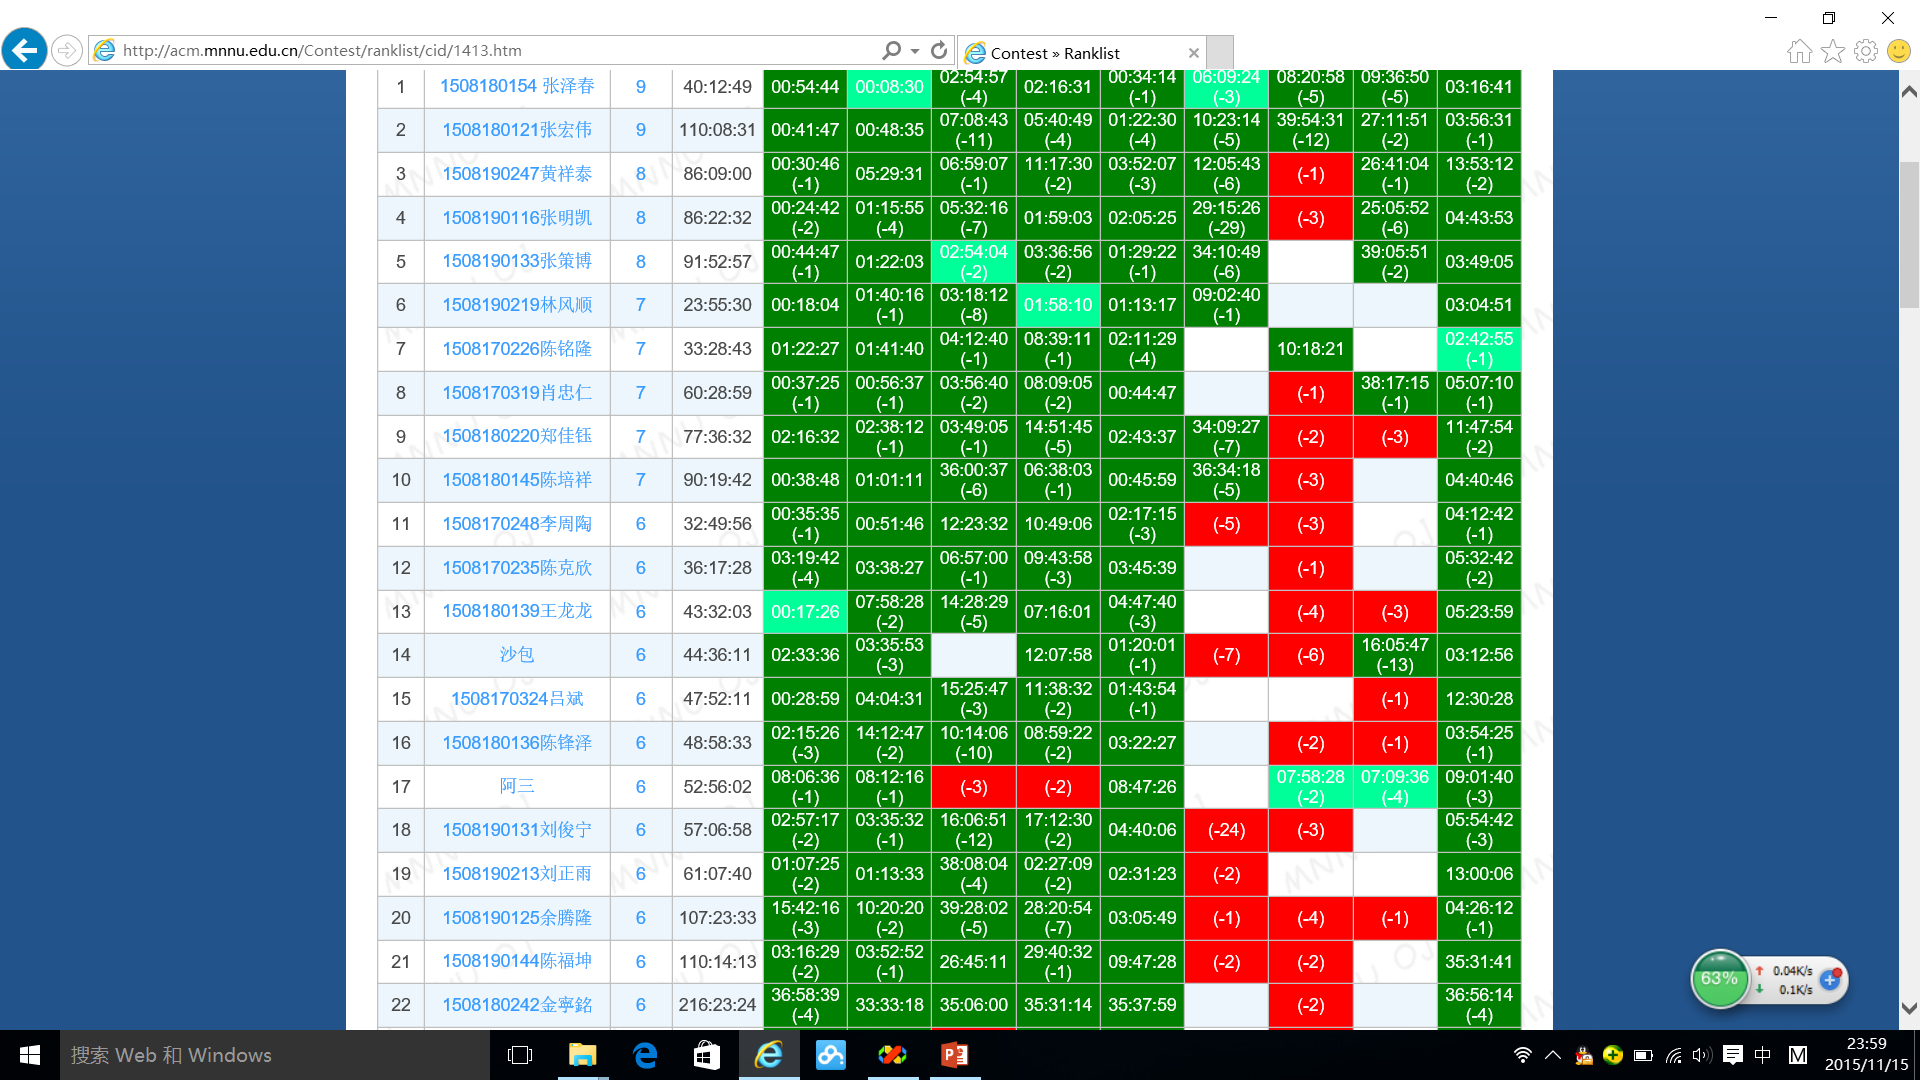 http://acm.mnnu.edu.cn/Contest/ranklist/cid/1413.htm
Contest » Ranklist
1 1508180154 张泽春 9 40:12:49 00:54:44 00:08:30 02:54:57 (-4) 02:16:31 00:34:14 (-1) 06:09:24 (-3) 08:20:58 (-5) 09:36:50 (-5) 03:16:41
2 1508180121张宏伟 9 110:08:31 00:41:47 00:48:35 07:08:43 (-11) 05:40:49 (-4) 01:22:30 (-4) 10:23:14 (-5) 39:54:31 (-12) 27:11:51 (-2) 03:56:31 (-1)
3 1508190247黄祥泰 8 86:09:00 00:30:46 (-1) 05:29:31 06:59:07 (-1) 11:17:30 (-2) 03:52:07 (-3) 12:05:43 (-6) (-1) 26:41:04 (-1) 13:53:12 (-2)
4 1508190116张明凯 8 86:22:32 00:24:42 (-2) 01:15:55 (-4) 05:32:16 (-7) 01:59:03 02:05:25 29:15:26 (-29) (-3) 25:05:52 (-6) 04:43:53
5 1508190133张策博 8 91:52:57 00:44:47 (-1) 01:22:03 02:54:04 (-2) 03:36:56 (-2) 01:29:22 (-1) 34:10:49 (-6) 39:05:51 (-2) 03:49:05
6 1508190219林风顺 7 23:55:30 00:18:04 01:40:16 (-1) 03:18:12 (-8) 01:58:10 01:13:17 09:02:40 (-1) 03:04:51
7 1508170226陈铭隆 7 33:28:43 01:22:27 01:41:40 04:12:40 (-1) 08:39:11 (-1) 02:11:29 (-4) 10:18:21 02:42:55 (-1)
8 1508170319肖忠仁 7 60:28:59 00:37:25 (-1) 00:56:37 (-1) 03:56:40 (-2) 08:09:05 (-2) 00:44:47 (-1) 38:17:15 (-1) 05:07:10 (-1)
9 1508180220郑佳钰 7 77:36:32 02:16:32 02:38:12 (-1) 03:49:05 (-1) 14:51:45 (-5) 02:43:37 34:09:27 (-7) (-2) (-3) 11:47:54 (-2)
10 1508180145陈培祥 7 90:19:42 00:38:48 01:01:11 36:00:37 (-6) 06:38:03 (-1) 00:45:59 36:34:18 (-5) (-3) 04:40:46
11 1508170248李周陶 6 32:49:56 00:35:35 (-1) 00:51:46 12:23:32 10:49:06 02:17:15 (-3) (-5) (-3) 04:12:42 (-1)
12 1508170235陈克欣 6 36:17:28 03:19:42 (-4) 03:38:27 06:57:00 (-1) 09:43:58 (-3) 03:45:39 (-1) 05:32:42 (-2)
13 1508180139王龙龙 6 43:32:03 00:17:26 07:58:28 (-2) 14:28:29 (-5) 07:16:01 04:47:40 (-3) (-4) (-3) 05:23:59
14 沙包 6 44:36:11 02:33:36 03:35:53 (-3) 12:07:58 01:20:01 (-1) (-7) (-6) 16:05:47 (-13) 03:12:56
15 1508170324吕斌 6 47:52:11 00:28:59 04:04:31 15:25:47 (-3) 11:38:32 (-2) 01:43:54 (-1) (-1) 12:30:28
16 1508180136陈锋泽 6 48:58:33 02:15:26 (-3) 14:12:47 (-2) 10:14:06 (-10) 08:59:22 (-2) 03:22:27 (-2) (-1) 03:54:25 (-1)
17 阿三 6 52:56:02 08:06:36 (-1) 08:12:16 (-1) (-3) (-2) 08:47:26 07:58:28 (-2) 07:09:36 (-4) 09:01:40 (-3)
18 1508190131刘俊宁 6 57:06:58 02:57:17 (-2) 03:35:32 (-1) 16:06:51 (-12) 17:12:30 (-2) 04:40:06 (-24) (-3) 05:54:42 (-3)
19 1508190213刘正雨 6 61:07:40 01:07:25 (-2) 01:13:33 38:08:04 (-4) 02:27:09 (-2) 02:31:23 (-2) 13:00:06
20 1508190125余腾隆 6 107:23:33 15:42:16 (-3) 10:20:20 (-2) 39:28:02 (-5) 28:20:54 (-7) 03:05:49 (-1) (-4) (-1) 04:26:12 (-1)
21 1508190144陈福坤 6 110:14:13 03:16:29 (-2) 03:52:52 (-1) 26:45:11 29:40:32 (-1) 09:47:28 (-2) (-2) 35:31:41
22 1508180242金寧銘 6 216:23:24 36:58:39 (-4) 33:33:18 35:06:00 35:31:14 35:37:59 (-2) 36:56:14 (-4)
63% 0.04K/s
0.1K/s
搜索 Web 和 Windows
中 M 23:59
2015/11/15